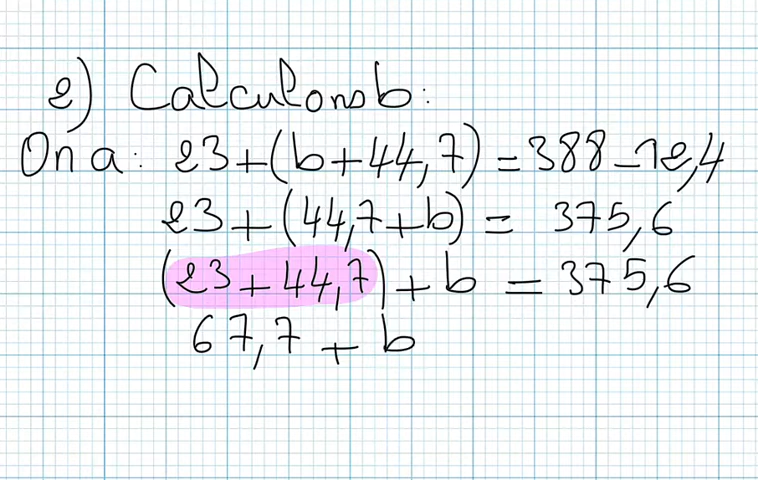 2) Calculons b:
On a: 23+(b+44,7)=388-12,4
23+(44,7+b) = 375,6
(23+44,7)+b = 375,6
67,7+b